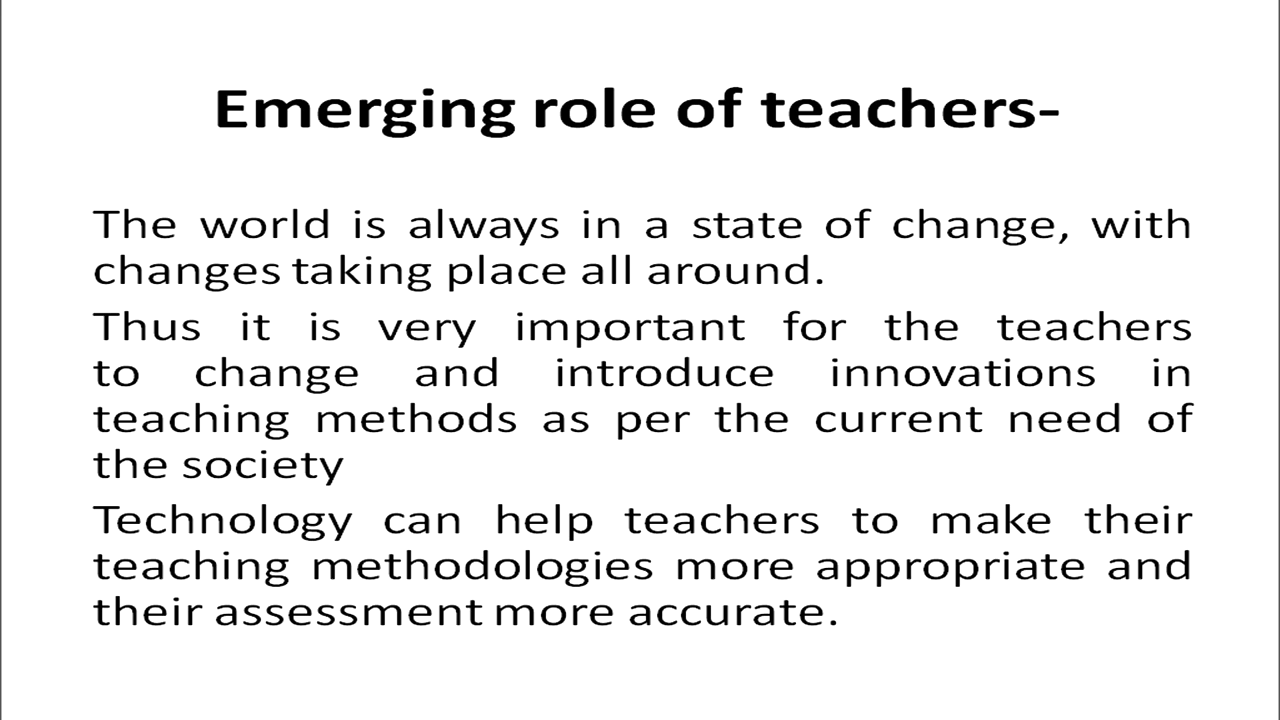 Emerging role of teachers-
The world is always in a state of change, with
changes taking place all around.
Thus it is very important for the teachers
to change and introduce innovations in
teaching methods as per the current need of
the society
Technology can help teachers to make their
teaching methodologies more appropriate and
their assessment more accurate.